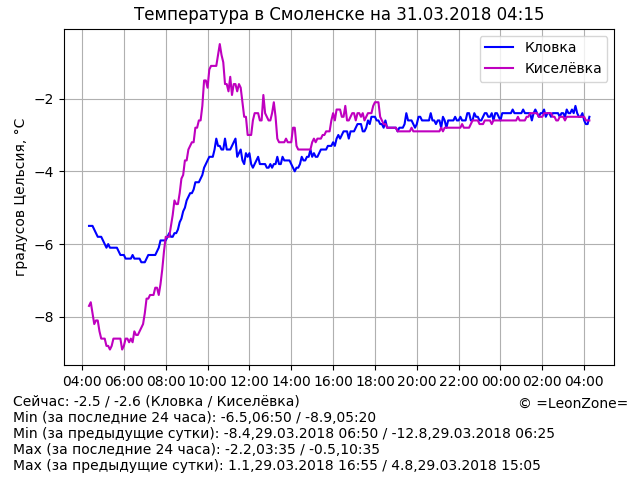 Температура в Смоленске на 31.03.2018 04:15
Кловка
Киселёвка
градусов Цельсия, °C
−2
−4
−6
−8
04:00 06:00 08:00 10:00 12:00 14:00 16:00 18:00 20:00 22:00 00:00 02:00 04:00
Сейчас: -2.5 / -2.6 (Кловка / Киселёвка)
© =LeonZone=
Min (за последние 24 часа): -6.5,06:50 / -8.9,05:20
Min (за предыдущие сутки): -8.4,29.03.2018 06:50 / -12.8,29.03.2018 06:25
Max (за последние 24 часа): -2.2,03:35 / -0.5,10:35
Max (за предыдущие сутки): 1.1,29.03.2018 16:55 / 4.8,29.03.2018 15:05